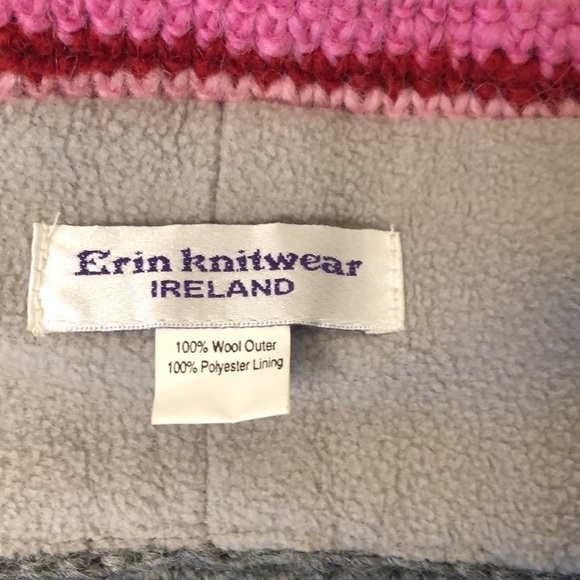 Erin knitwear
IRELAND
100% Wool Outer
100% Polyester Lining